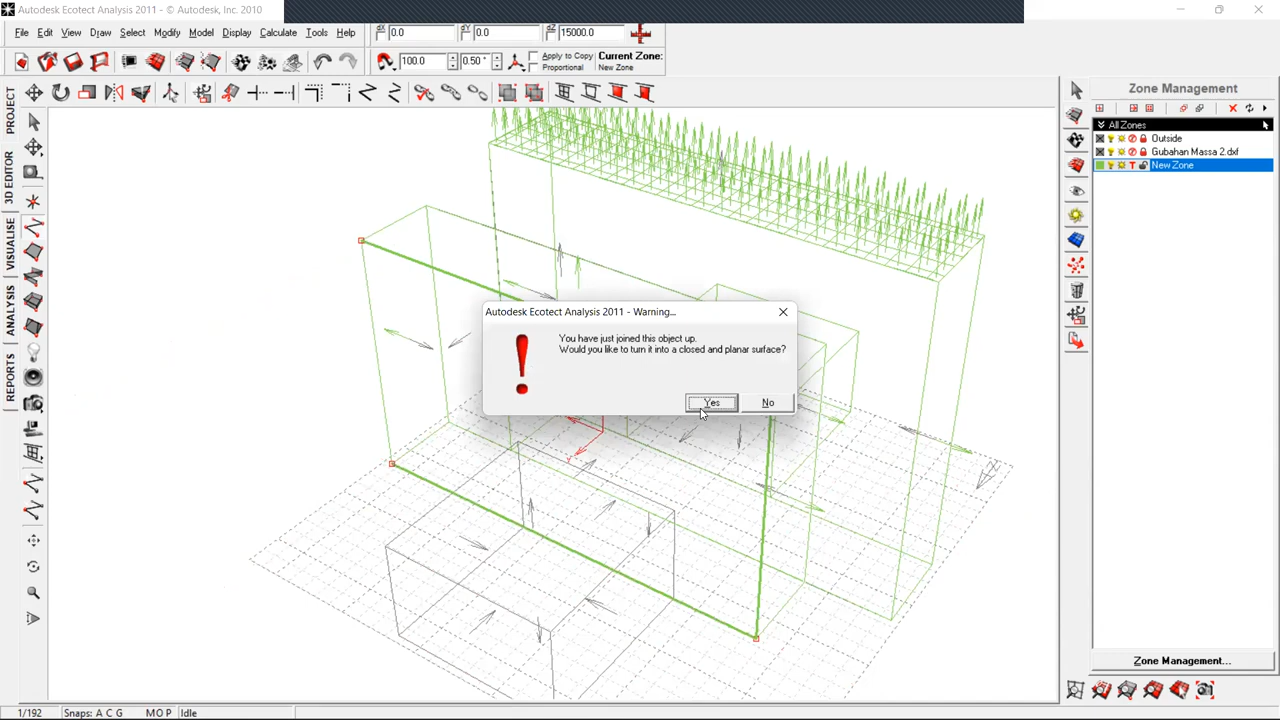 Autodesk Ecotect Analysis 2011 - © Autodesk, Inc. 2010
File Edit View Draw Select Modify Model Display Calculate Tools Help
dX 0.0 dY 0.0 dZ 15000.0
100.0 0.50 ° Apply to Copy Proportional Current Zone: New Zone
PROJECT
3D EDITOR
VISUALISE
ANALYSIS
REPORTS
Zone Management
All Zones
Outside
Gubahan Massa 2.dxf
New Zone
Autodesk Ecotect Analysis 2011 - Warning...
You have just joined this object up.
Would you like to turn it into a closed and planar surface?
Yes No
Zone Management...
1/192 Snaps: A C G M O P Idle